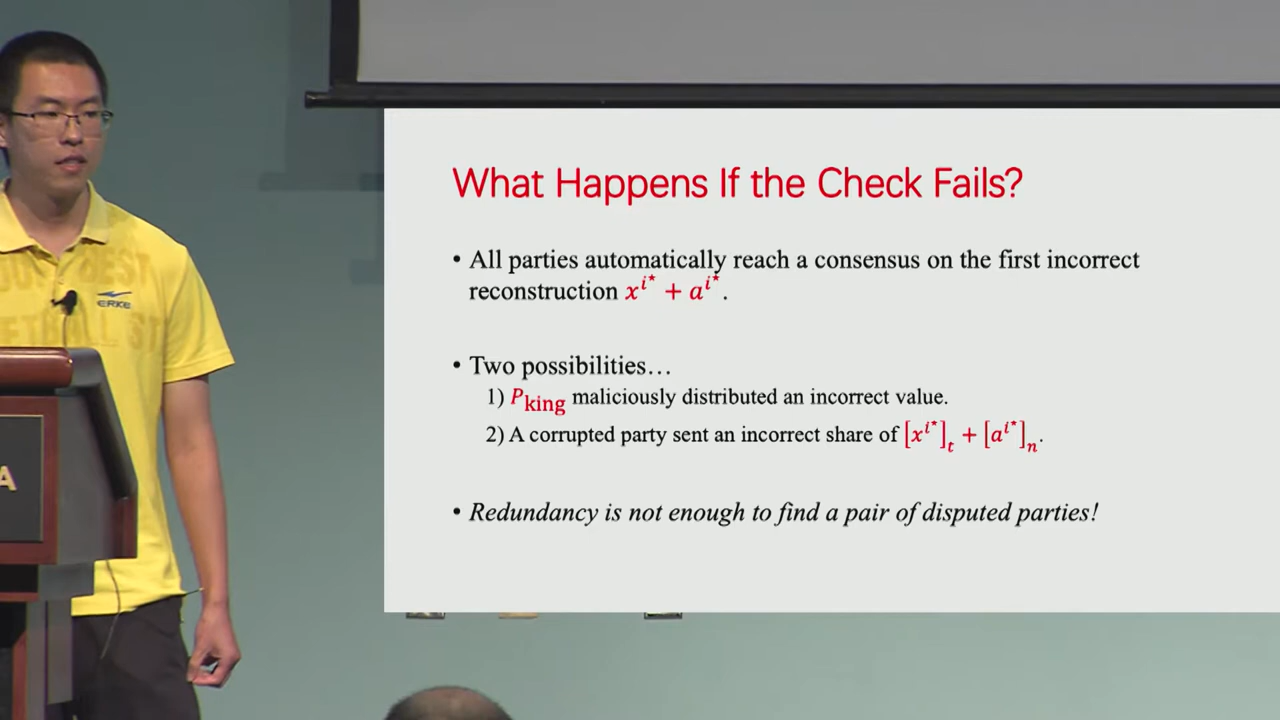 What Happens If the Check Fails?
• All parties automatically reach a consensus on the first incorrect
reconstruction x^{i*} + a^{i*}.
• Two possibilities…
1) P_king maliciously distributed an incorrect value.
2) A corrupted party sent an incorrect share of [x^{i*}]_t + [a^{i*}]_n.
• Redundancy is not enough to find a pair of disputed parties!
ERKE
A